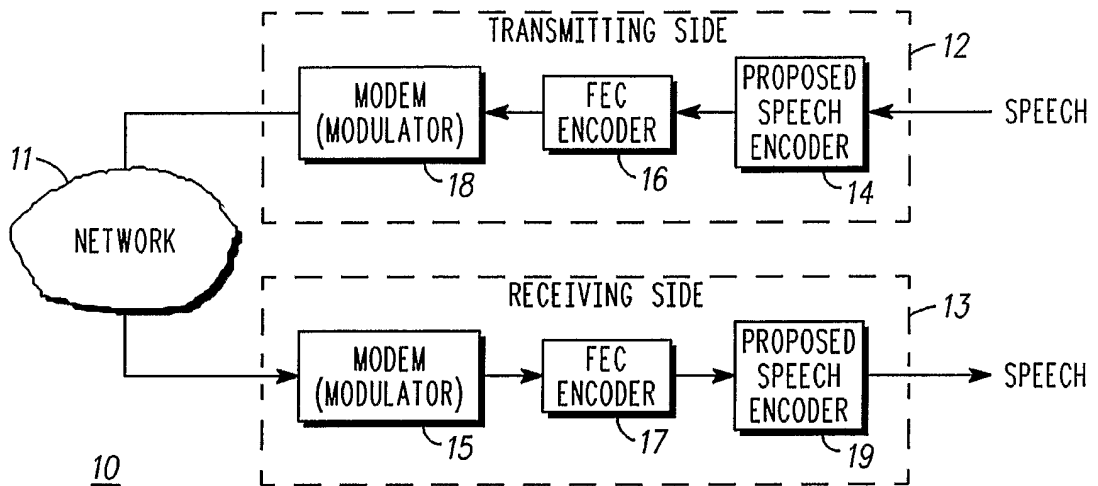 TRANSMITTING SIDE
12
MODEM
(MODULATOR)
18
FEC
ENCODER
16
PROPOSED
SPEECH
ENCODER
14
SPEECH
11
NETWORK
RECEIVING SIDE
13
MODEM
(MODULATOR)
15
FEC
ENCODER
17
PROPOSED
SPEECH
ENCODER
19
SPEECH
10